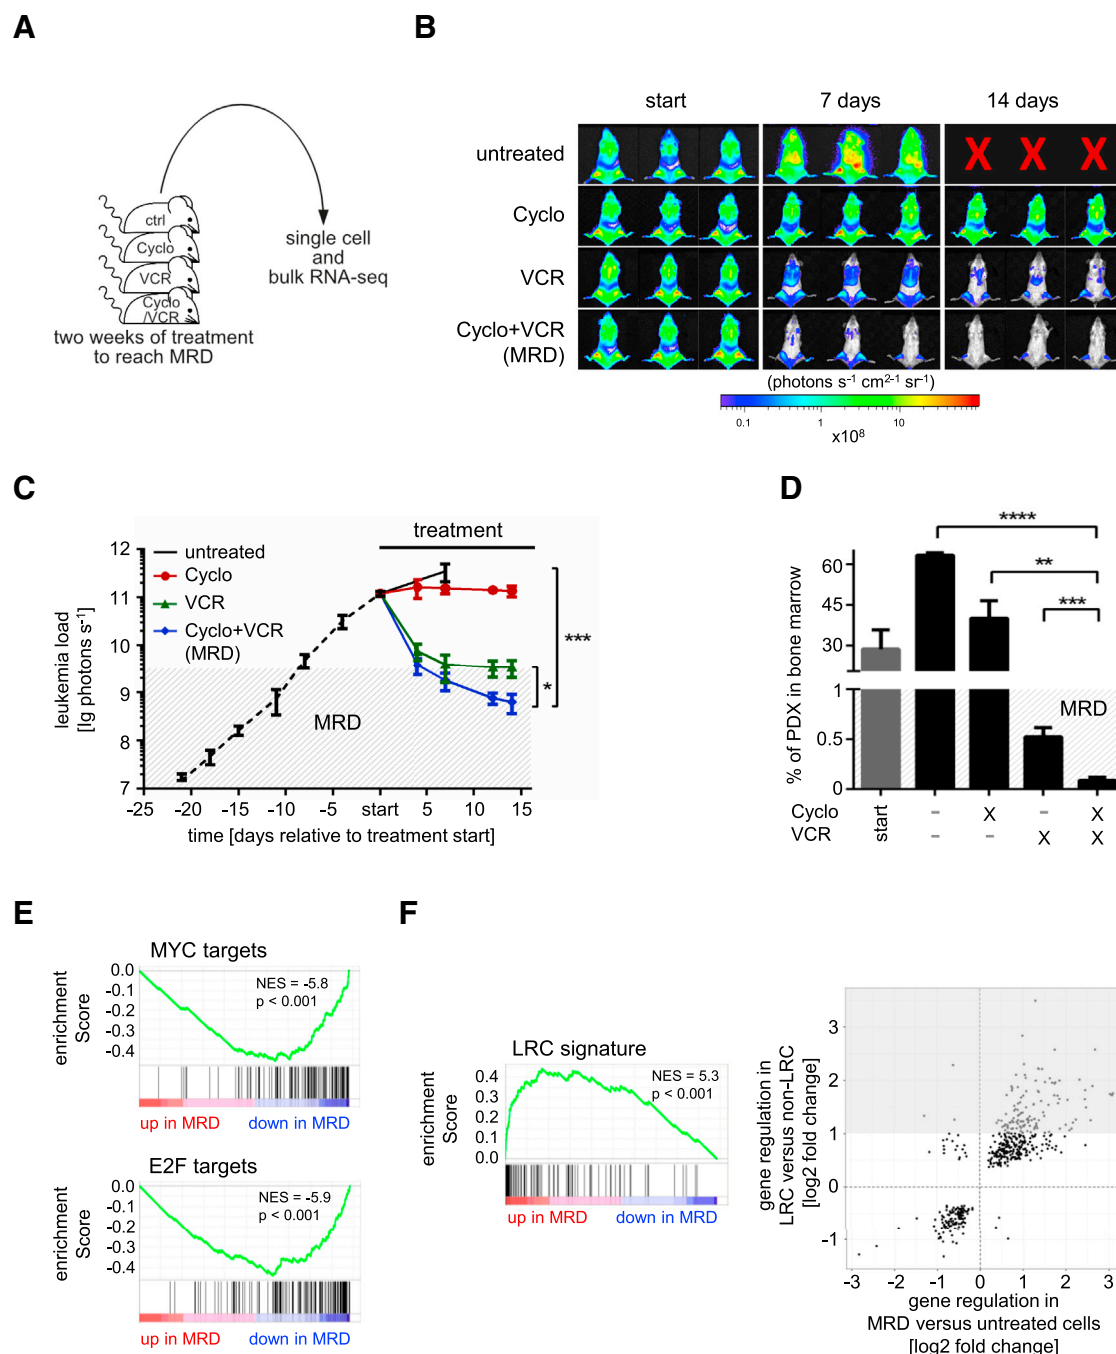 A
ctrl
Cyclo
VCR
Cyclo
/VCR
two weeks of treatment
to reach MRD
single cell
and
bulk RNA-seq
B
start 7 days 14 days
untreated X X X
Cyclo
VCR
Cyclo+VCR
(MRD)
(photons s⁻¹ cm²⁻¹ sr⁻¹)
0.1 1 10
x10⁸
C
treatment
untreated
Cyclo
VCR
Cyclo+VCR
(MRD)
leukemia load
[lg photons s⁻¹]
12
11
10
9
8
7
MRD
***
*
-25 -20 -15 -10 -5 start 5 10 15
time [days relative to treatment start]
D
% of PDX in bone marrow
****
**
***
60
45
30
1
0.5
0
MRD
start
Cyclo - X - X
VCR - - X X
E
MYC targets
enrichment
Score
0.0
-0.1
-0.2
-0.3
-0.4
NES = -5.8
p < 0.001
up in MRD down in MRD
E2F targets
enrichment
Score
0.0
-0.1
-0.2
-0.3
-0.4
NES = -5.9
p < 0.001
up in MRD down in MRD
F
LRC signature
enrichment
Score
0.4
0.3
0.2
0.1
0.0
NES = 5.3
p < 0.001
up in MRD down in MRD
gene regulation in
LRC versus non-LRC
[log2 fold change]
3
2
1
0
-1
-3 -2 -1 0 1 2 3
gene regulation in
MRD versus untreated cells
[log2 fold change]